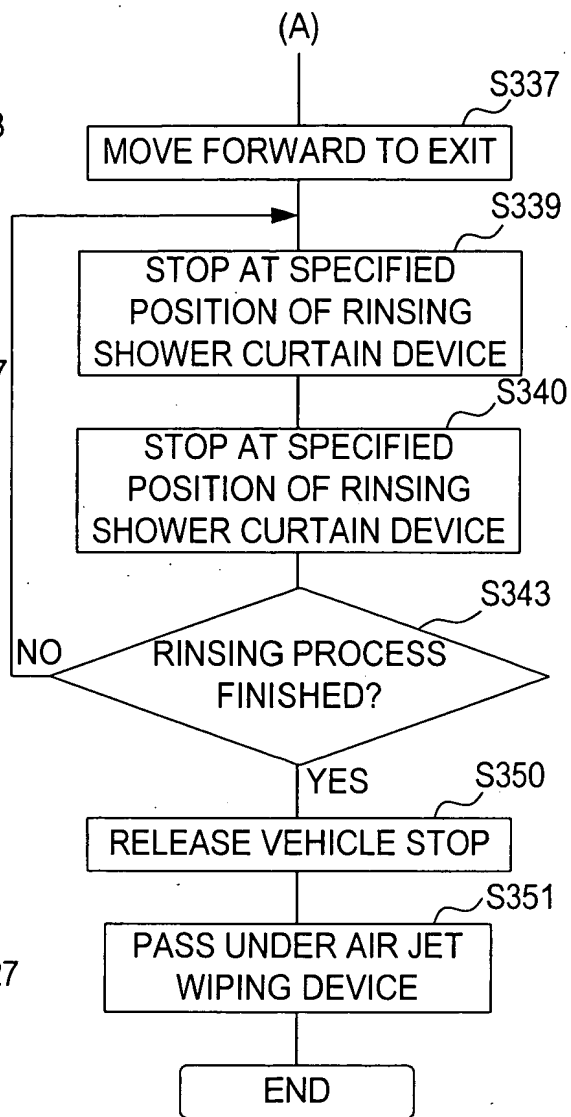 (A)
S337
MOVE FORWARD TO EXIT
S339
STOP AT SPECIFIED
POSITION OF RINSING
SHOWER CURTAIN DEVICE
S340
STOP AT SPECIFIED
POSITION OF RINSING
SHOWER CURTAIN DEVICE
S343
NO
RINSING PROCESS
FINISHED?
YES
S350
RELEASE VEHICLE STOP
S351
PASS UNDER AIR JET
WIPING DEVICE
27
END